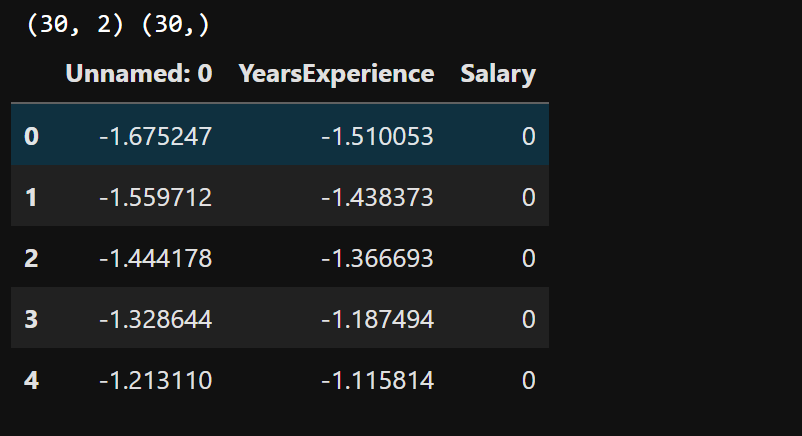 (30, 2) (30,)
Unnamed: 0 YearsExperience Salary
0 -1.675247 -1.510053 0
1 -1.559712 -1.438373 0
2 -1.444178 -1.366693 0
3 -1.328644 -1.187494 0
4 -1.213110 -1.115814 0